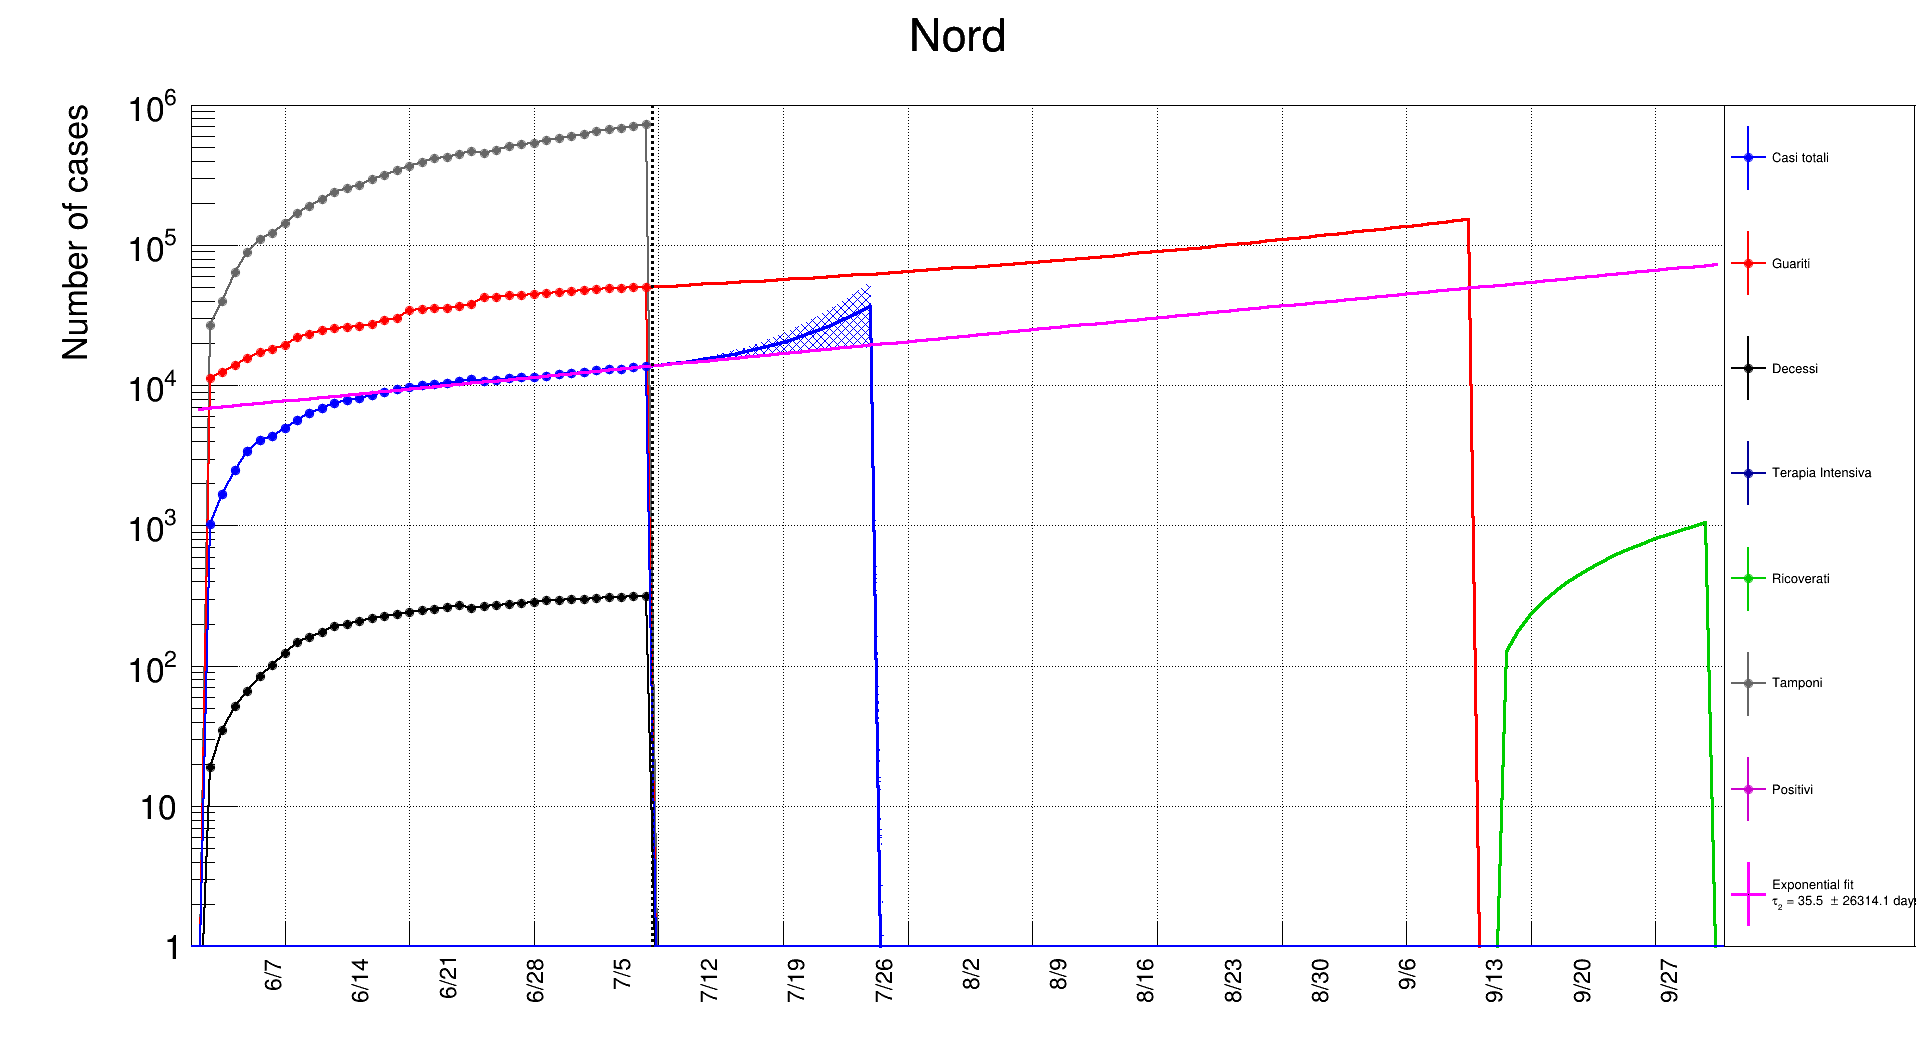 Nord
Number of cases
10^6
10^5
10^4
10^3
10^2
10
1
6/7
6/14
6/21
6/28
7/5
7/12
7/19
7/26
8/2
8/9
8/16
8/23
8/30
9/6
9/13
9/20
9/27
Casi totali
Guariti
Decessi
Terapia Intensiva
Ricoverati
Tamponi
Positivi
Exponential fit
τ_2 = 35.5 ± 26314.1 day